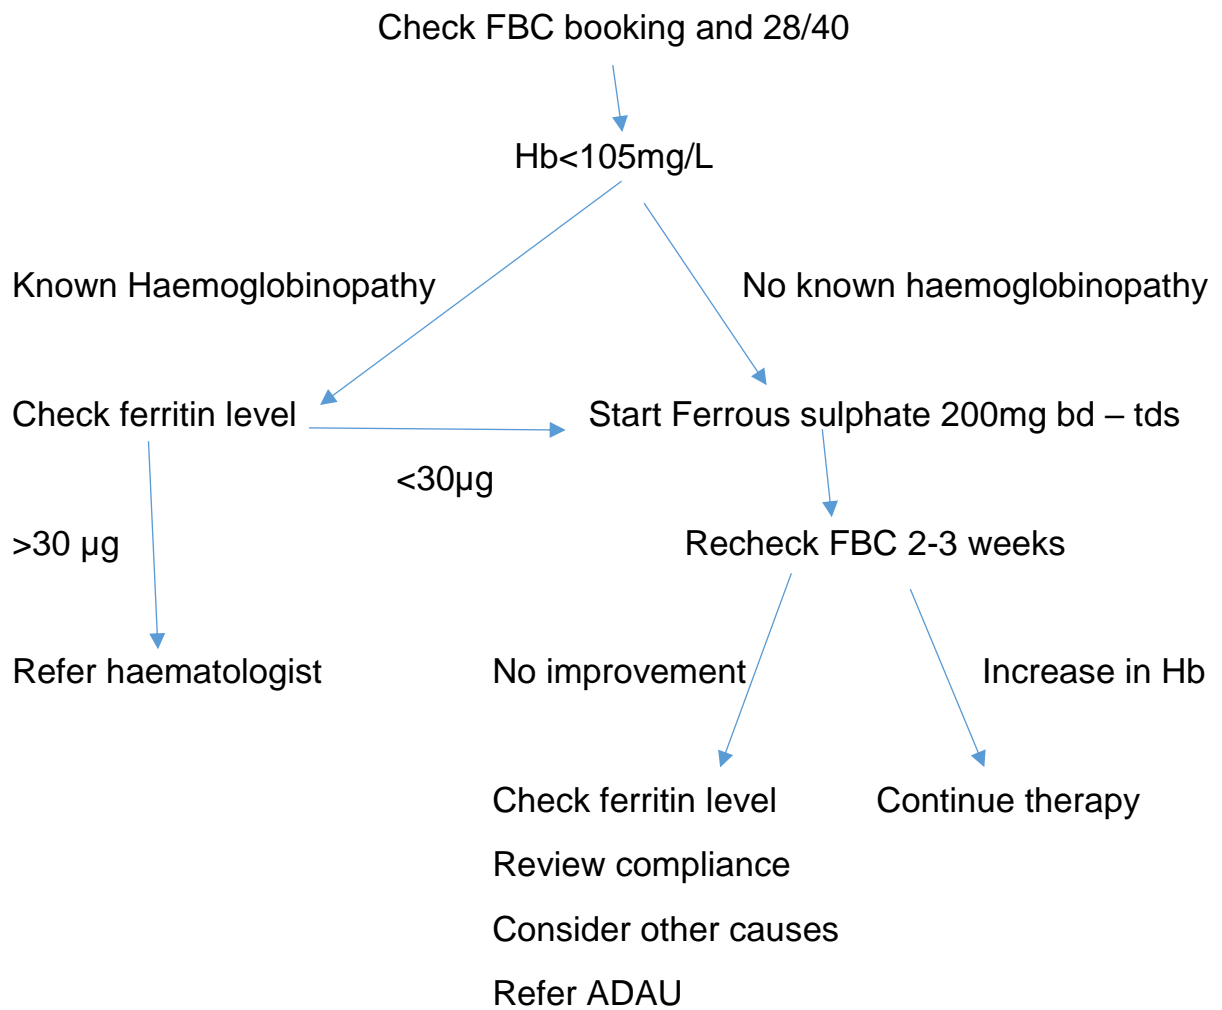 Check FBC booking and 28/40
Hb<105mg/L
Known Haemoglobinopathy
No known haemoglobinopathy
Check ferritin level
Start Ferrous sulphate 200mg bd – tds
<30µg
>30 µg
Recheck FBC 2-3 weeks
Refer haematologist
No improvement
Increase in Hb
Check ferritin level
Continue therapy
Review compliance
Consider other causes
Refer ADAU